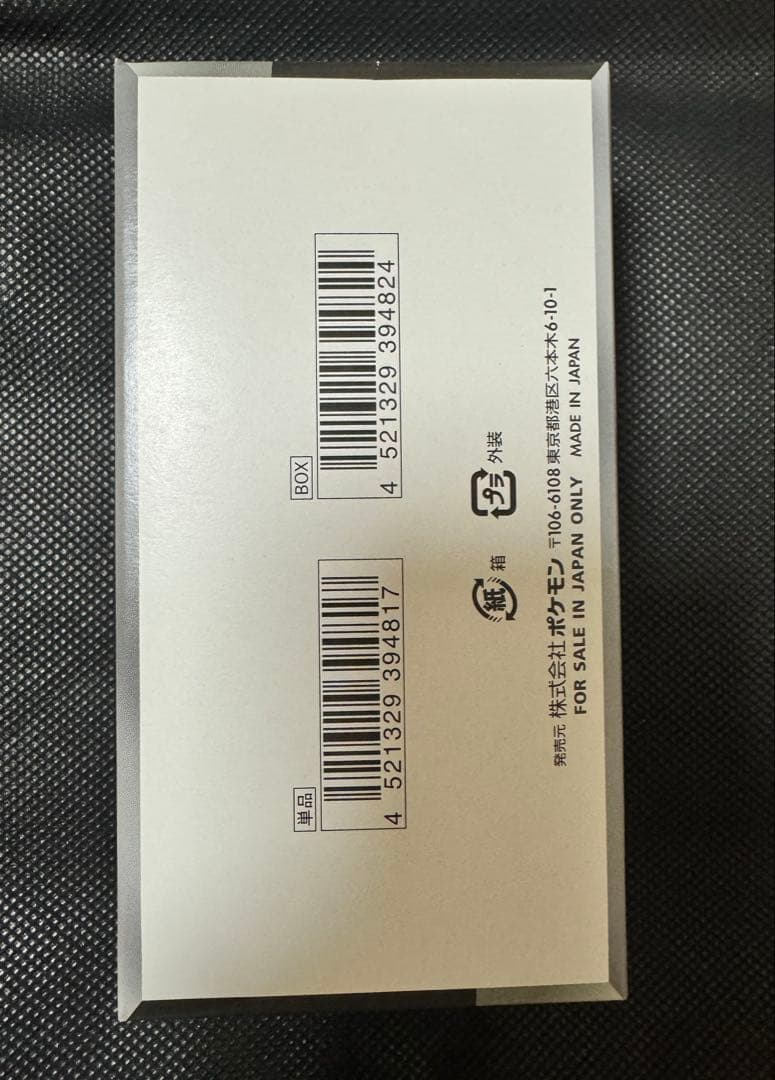 単品
4 521329 394817
BOX
4 521329 394824
紙 箱
プラ 外装
発売元 株式会社 ポケモン 〒106-6108 東京都港区六本木6-10-1
FOR SALE IN JAPAN ONLY MADE IN JAPAN